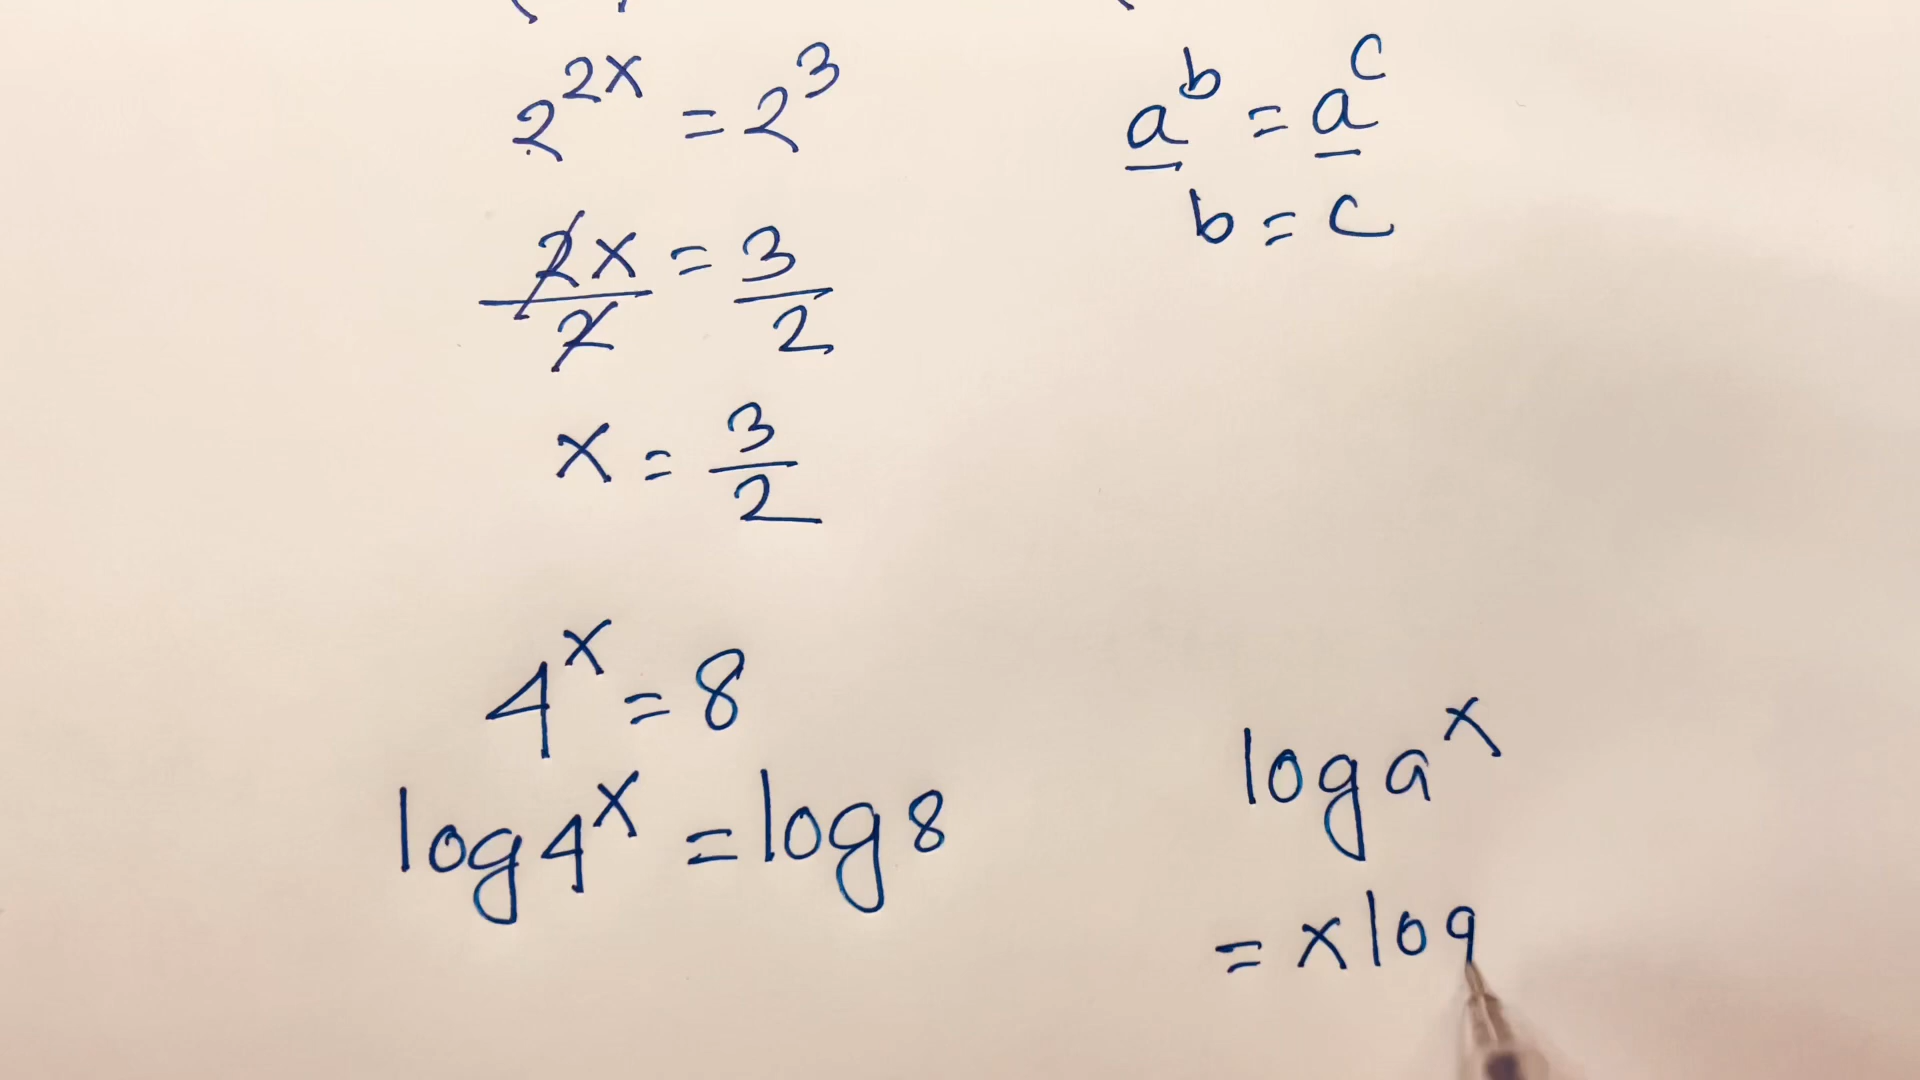 2^{2x} = 2^3
2x/2 = 3/2
x = 3/2
a^b = a^c
b = c
4^x = 8
log 4^x = log 8
log a^x
= x log